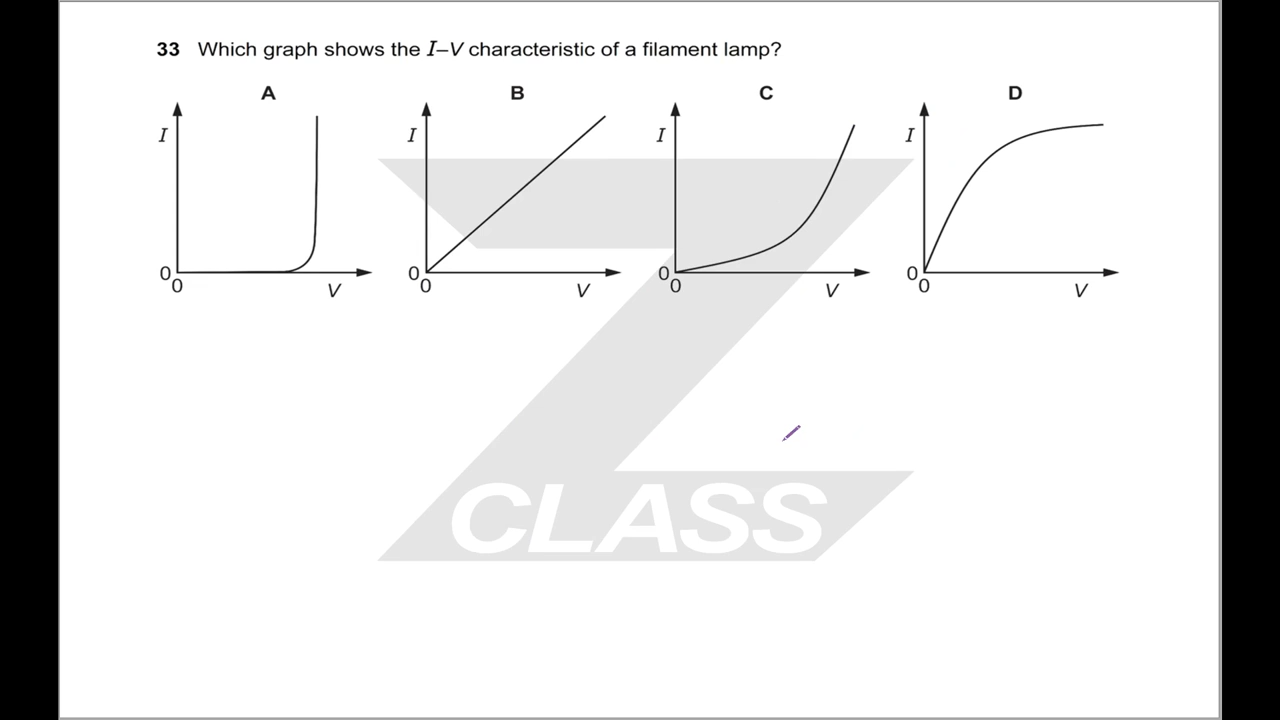 33 Which graph shows the I–V characteristic of a filament lamp?
A B C D
I I I I
0 0 0 0
0 V 0 V 0 V 0 V
CLASS